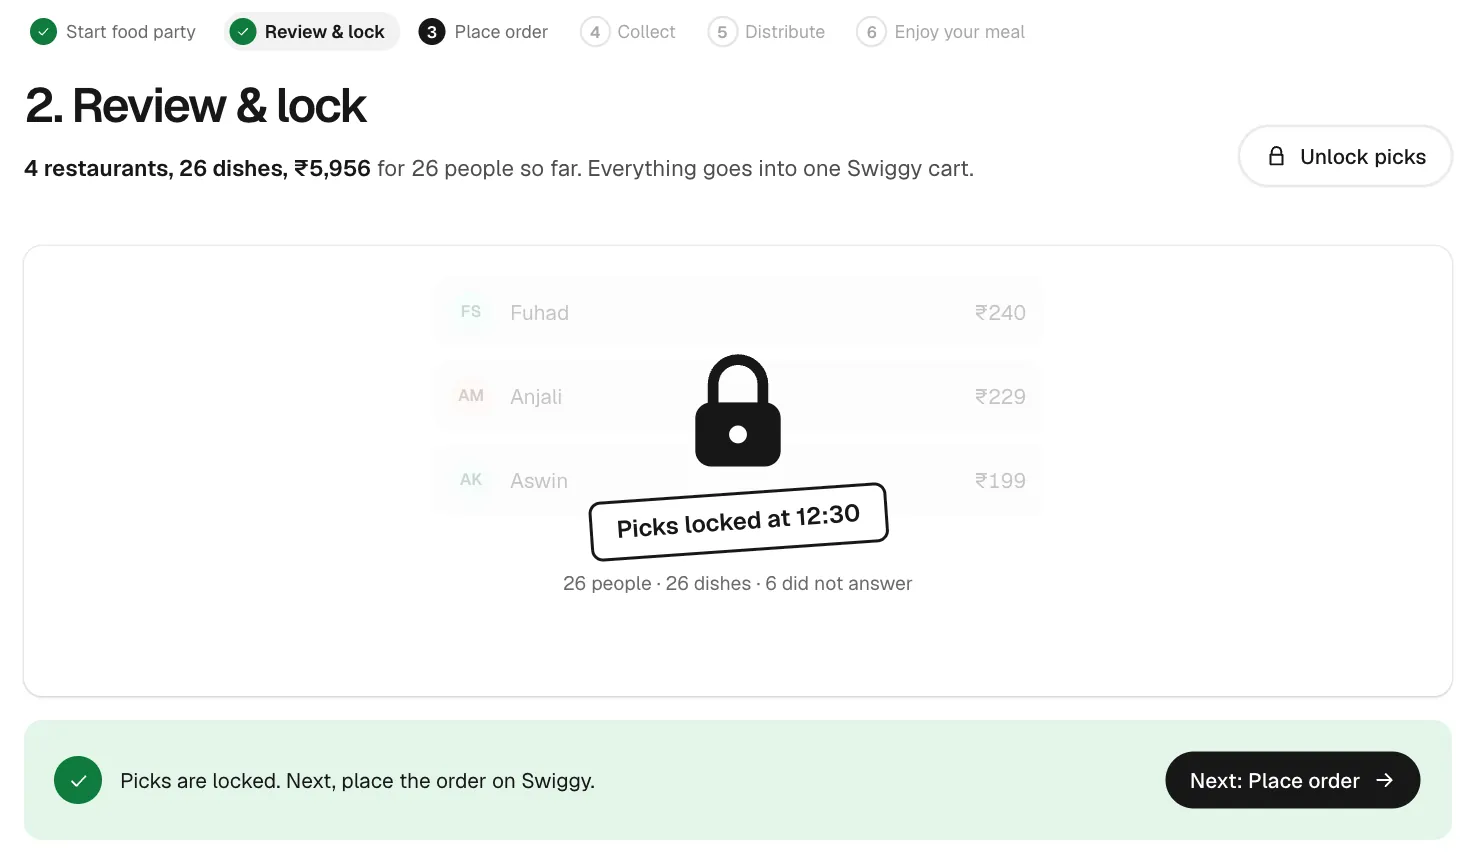 Start food party
Review & lock
3 Place order
4 Collect
5 Distribute
6 Enjoy your meal
2. Review & lock
4 restaurants, 26 dishes, ₹5,956 for 26 people so far. Everything goes into one Swiggy cart.
Unlock picks
FS Fuhad ₹240
AM Anjali ₹229
AK Aswin ₹199
Picks locked at 12:30
26 people · 26 dishes · 6 did not answer
Picks are locked. Next, place the order on Swiggy.
Next: Place order →